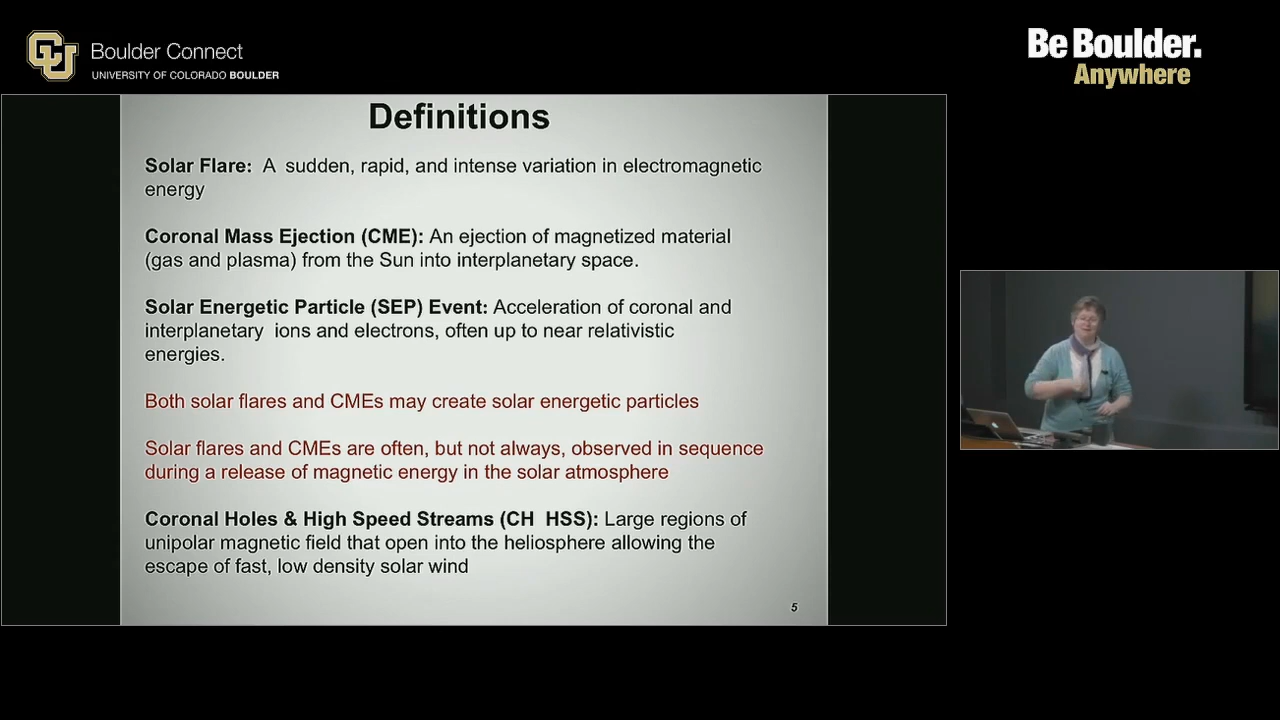 CU
Boulder Connect
UNIVERSITY OF COLORADO BOULDER
Be Boulder.
Anywhere
Definitions
Solar Flare: A sudden, rapid, and intense variation in electromagnetic
energy
Coronal Mass Ejection (CME): An ejection of magnetized material
(gas and plasma) from the Sun into interplanetary space.
Solar Energetic Particle (SEP) Event: Acceleration of coronal and
interplanetary ions and electrons, often up to near relativistic
energies.
Both solar flares and CMEs may create solar energetic particles
Solar flares and CMEs are often, but not always, observed in sequence
during a release of magnetic energy in the solar atmosphere
Coronal Holes & High Speed Streams (CH HSS): Large regions of
unipolar magnetic field that open into the heliosphere allowing the
escape of fast, low density solar wind
5